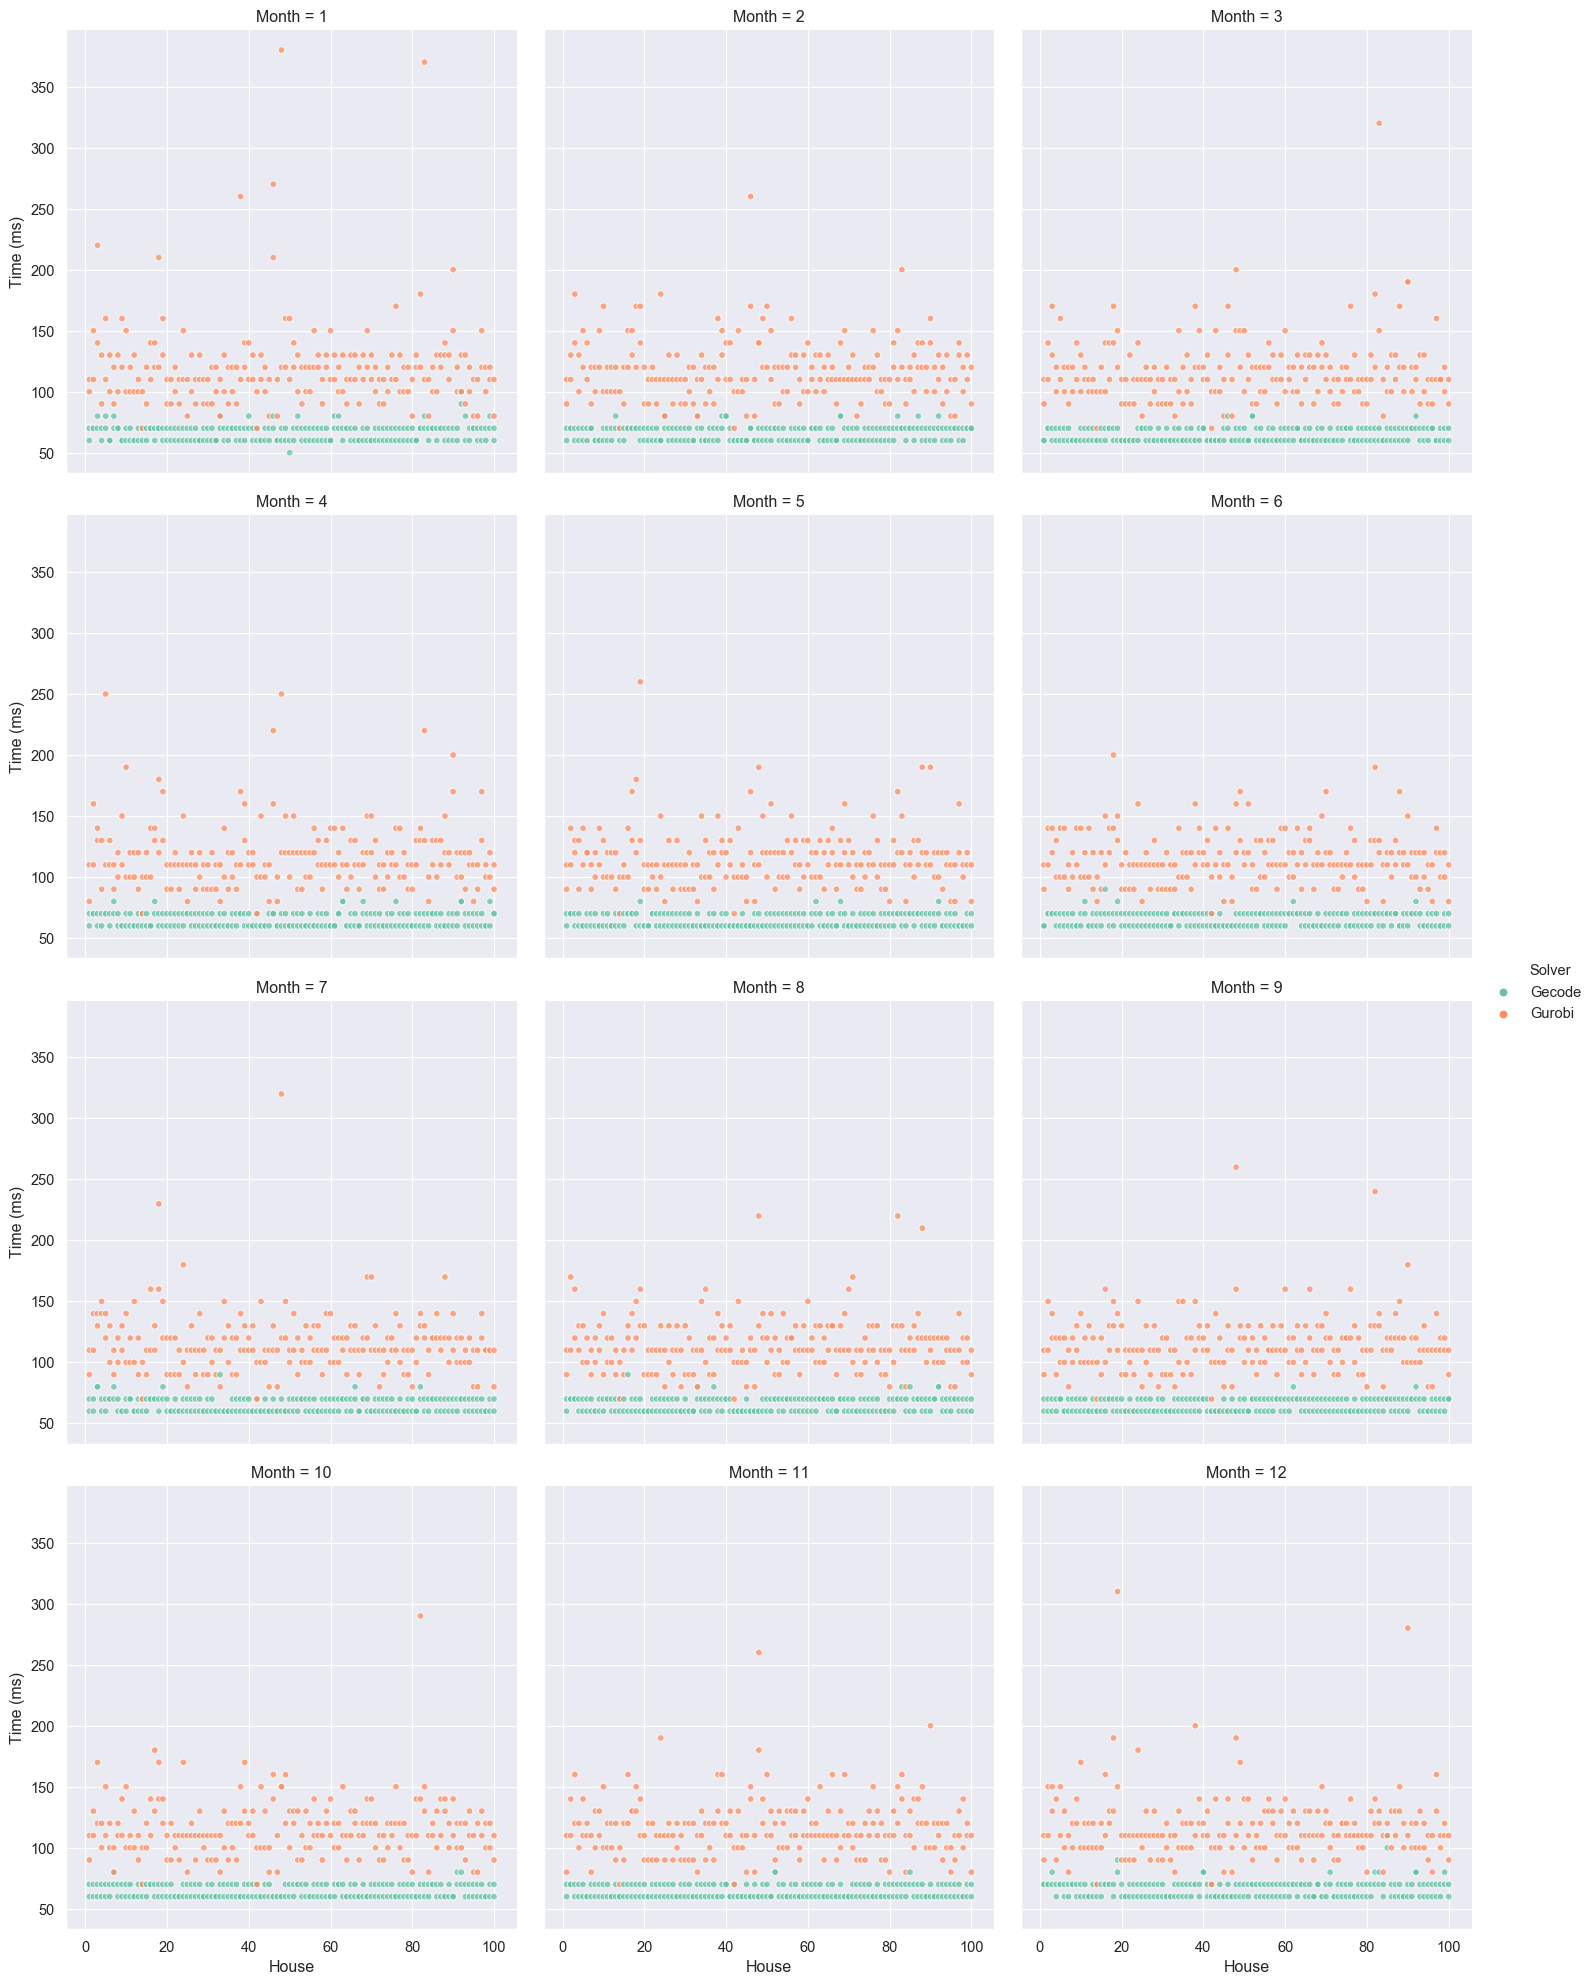 Month = 1
Month = 2
Month = 3
350
300
250
200
150
100
50
Time (ms)
Month = 4
Month = 5
Month = 6
350
300
250
200
150
100
50
Time (ms)
Solver
Gecode
Gurobi
Month = 7
Month = 8
Month = 9
350
300
250
200
150
100
50
Time (ms)
Month = 10
Month = 11
Month = 12
350
300
250
200
150
100
50
Time (ms)
0 20 40 60 80 100
0 20 40 60 80 100
0 20 40 60 80 100
House
House
House